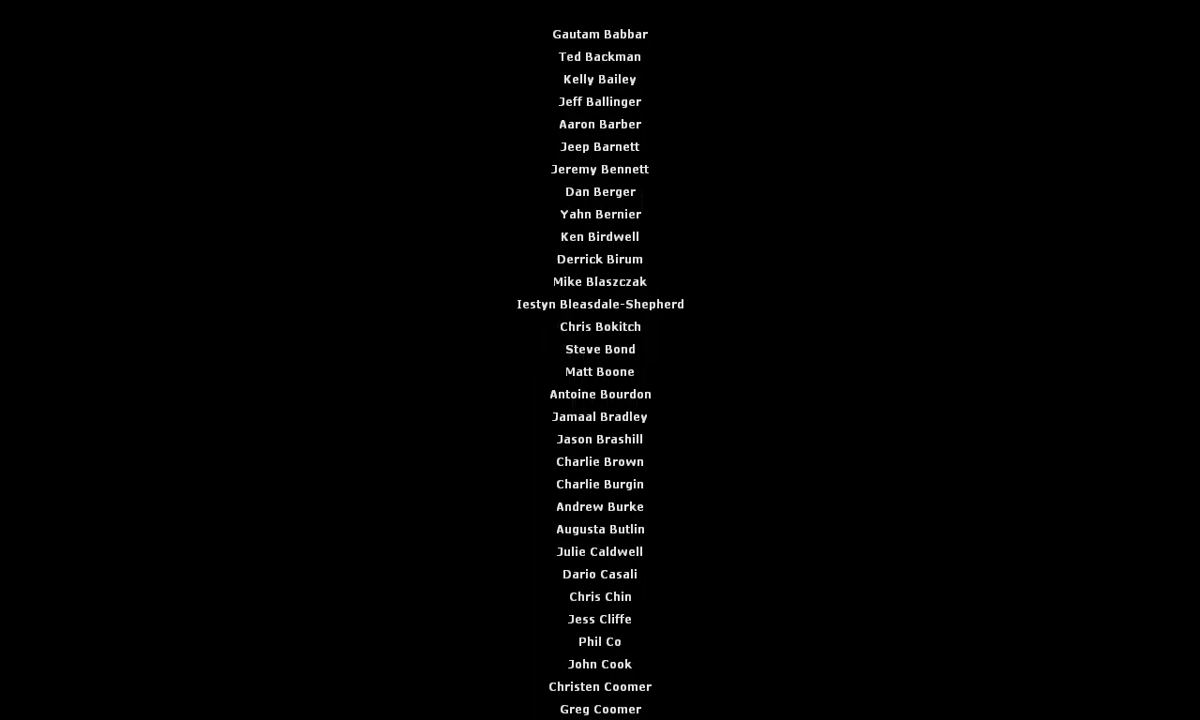 Gautam Babbar
Ted Backman
Kelly Bailey
Jeff Ballinger
Aaron Barber
Jeep Barnett
Jeremy Bennett
Dan Berger
Yahn Bernier
Ken Birdwell
Derrick Birum
Mike Blaszczak
Iestyn Bleasdale-Shepherd
Chris Bokitch
Steve Bond
Matt Boone
Antoine Bourdon
Jamaal Bradley
Jason Brashill
Charlie Brown
Charlie Burgin
Andrew Burke
Augusta Butlin
Julie Caldwell
Dario Casali
Chris Chin
Jess Cliffe
Phil Co
John Cook
Christen Coomer
Greg Coomer